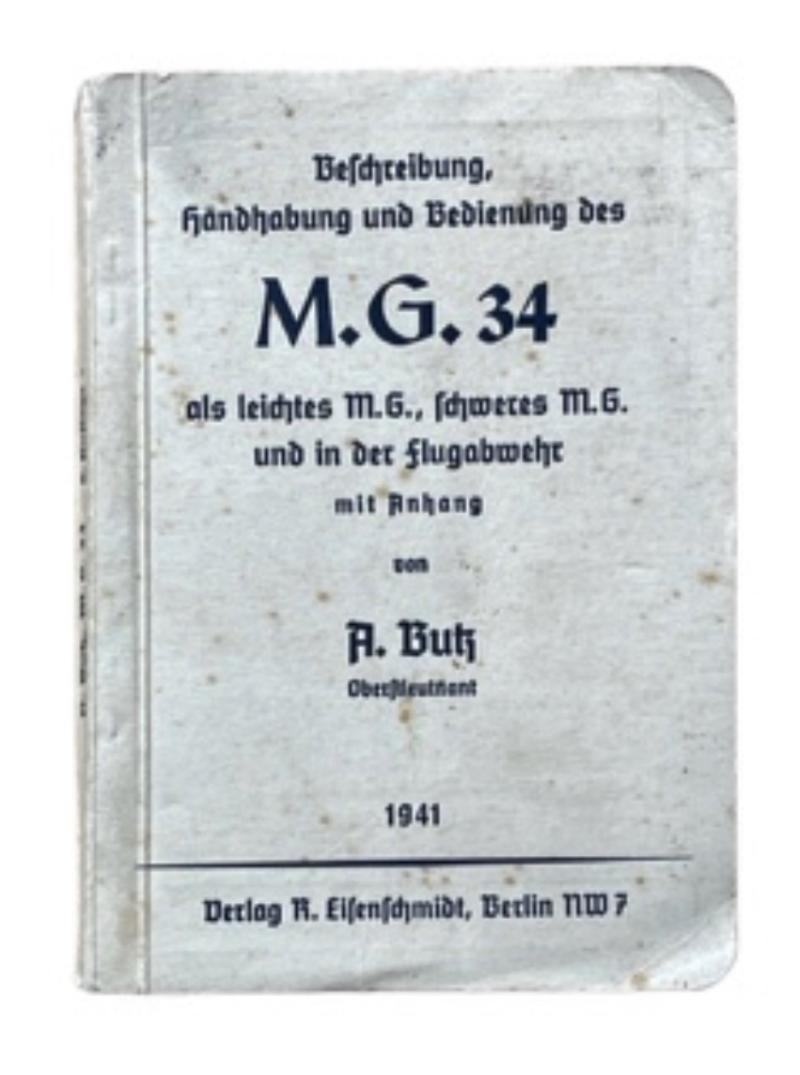 Beschreibung,
Handhabung und Bedienung des
M.G. 34
als leichtes M.G., schweres M.G.
und in der Flugabwehr
mit Anhang
von
A. Butz
Oberstleutnant
1941
Verlag R. Eisenschmidt, Berlin NW 7